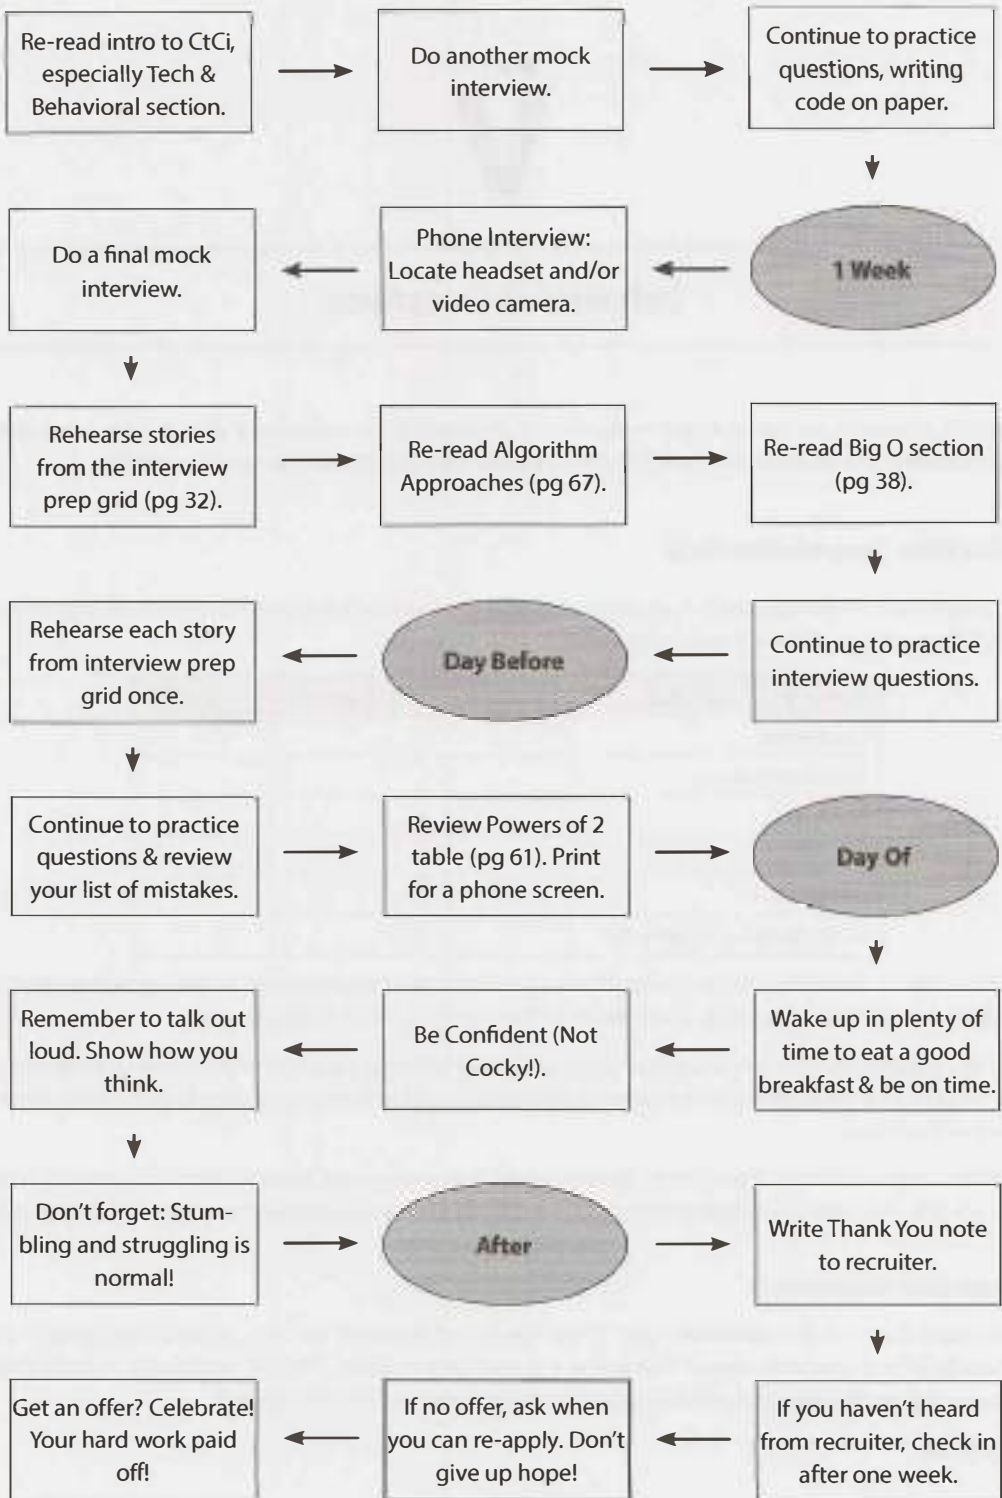 Re-read intro to CtCi,
especially Tech &
Behavioral section.
Do another mock
interview.
Continue to practice
questions, writing
code on paper.
1 Week
Phone Interview:
Locate headset and/or
video camera.
Do a final mock
interview.
Rehearse stories
from the interview
prep grid (pg 32).
Re-read Algorithm
Approaches (pg 67).
Re-read Big O section
(pg 38).
Continue to practice
interview questions.
Day Before
Rehearse each story
from interview prep
grid once.
Continue to practice
questions & review
your list of mistakes.
Review Powers of 2
table (pg 61). Print
for a phone screen.
Day Of
Wake up in plenty of
time to eat a good
breakfast & be on time.
Be Confident (Not
Cocky!).
Remember to talk out
loud. Show how you
think.
Don't forget: Stum-
bling and struggling is
normal!
After
Write Thank You note
to recruiter.
If you haven't heard
from recruiter, check in
after one week.
If no offer, ask when
you can re-apply. Don't
give up hope!
Get an offer? Celebrate!
Your hard work paid
off!